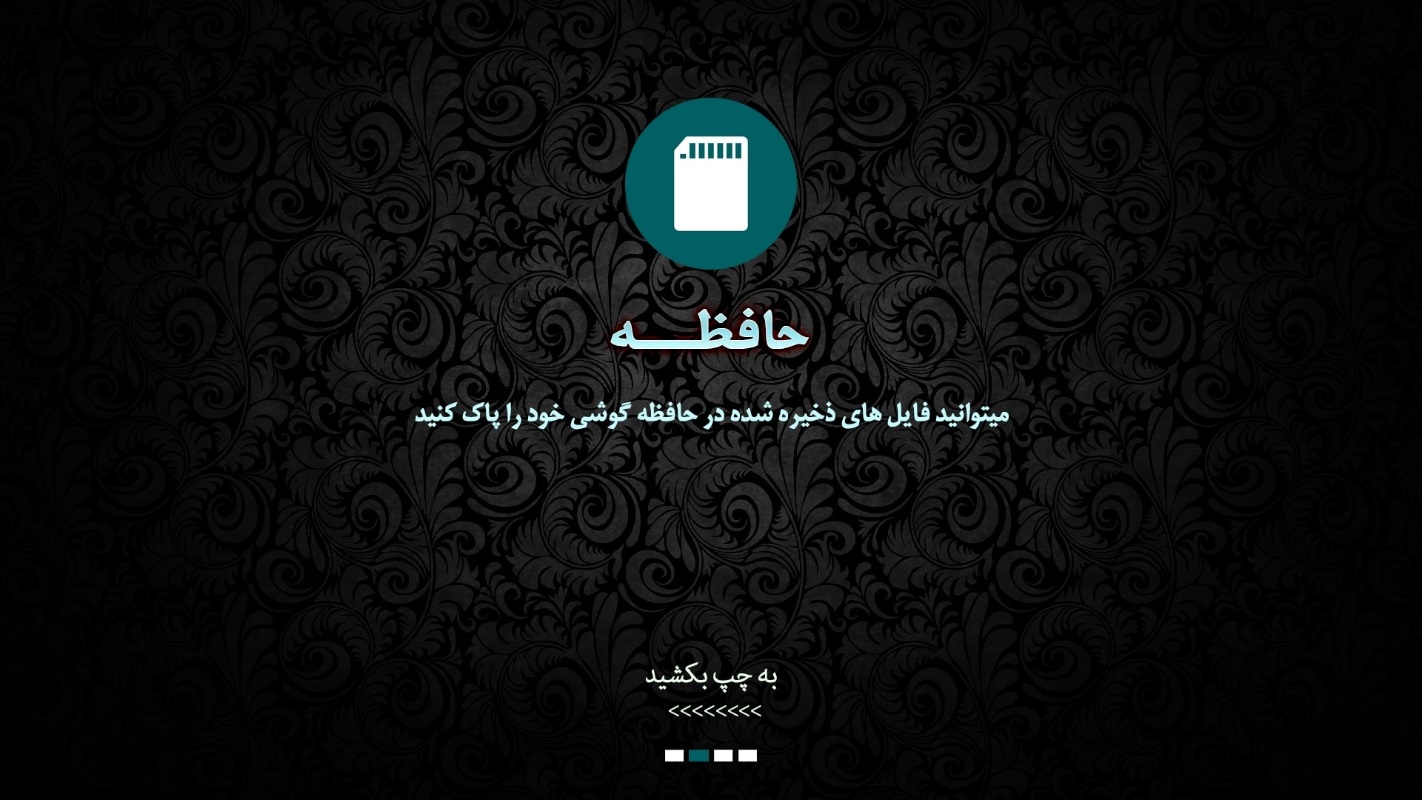 حافظـــه
میتوانید فایل های ذخیره شده در حافظه گوشی خود را پاک کنید
به چپ بکشید
<<<<<<<<